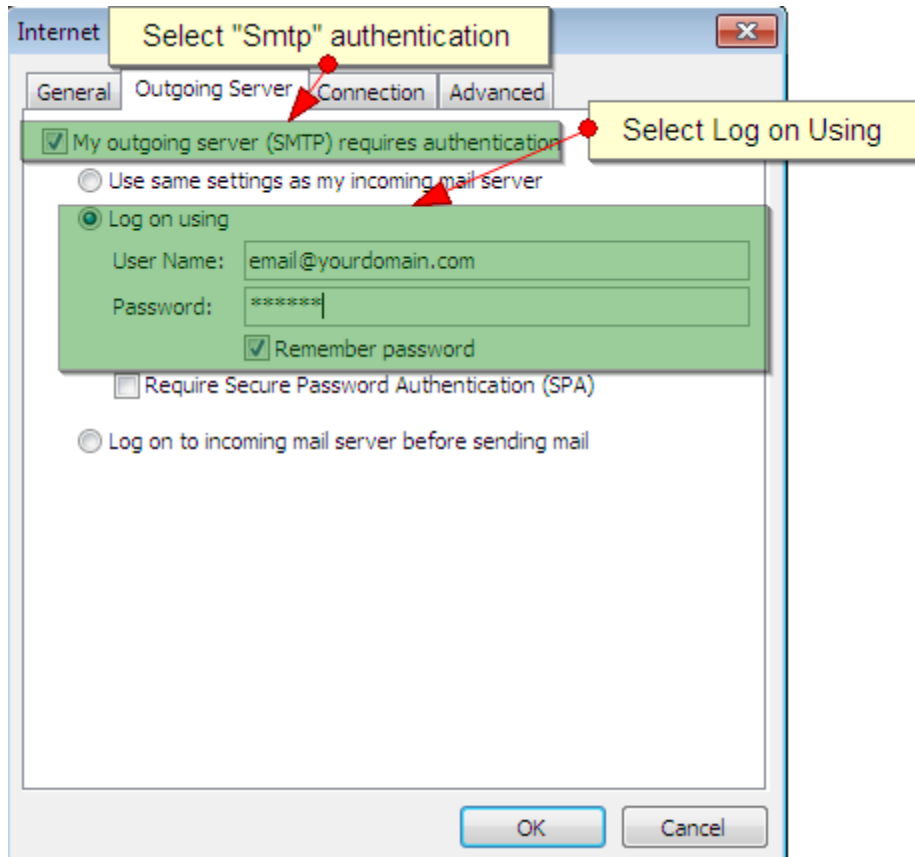 Internet
Select "Smtp" authentication
General Outgoing Server Connection Advanced
Select Log on Using
My outgoing server (SMTP) requires authentication
Use same settings as my incoming mail server
Log on using
User Name: email@yourdomain.com
Password: ******
Remember password
Require Secure Password Authentication (SPA)
Log on to incoming mail server before sending mail
OK Cancel